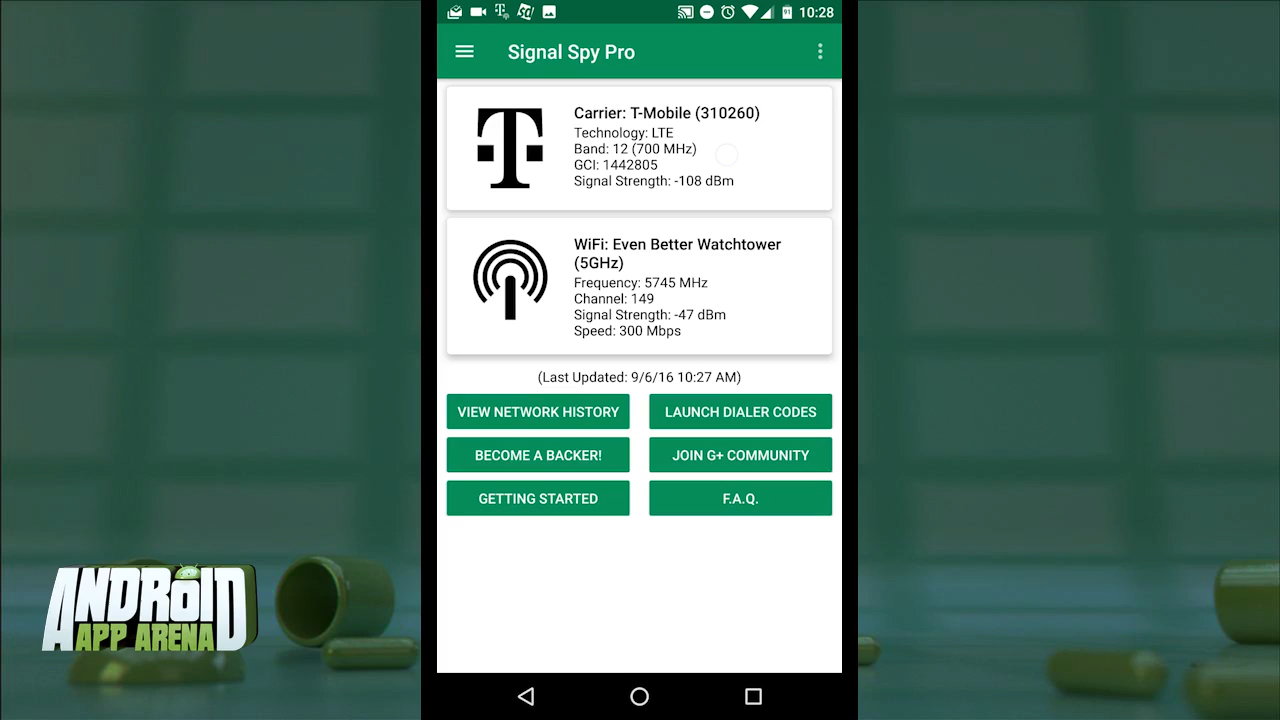 10:28
Signal Spy Pro
Carrier: T-Mobile (310260)
Technology: LTE
Band: 12 (700 MHz)
GCI: 1442805
Signal Strength: -108 dBm
WiFi: Even Better Watchtower
(5GHz)
Frequency: 5745 MHz
Channel: 149
Signal Strength: -47 dBm
Speed: 300 Mbps
(Last Updated: 9/6/16 10:27 AM)
VIEW NETWORK HISTORY
LAUNCH DIALER CODES
BECOME A BACKER!
JOIN G+ COMMUNITY
GETTING STARTED
F.A.Q.
ANDROID
APP ARENA